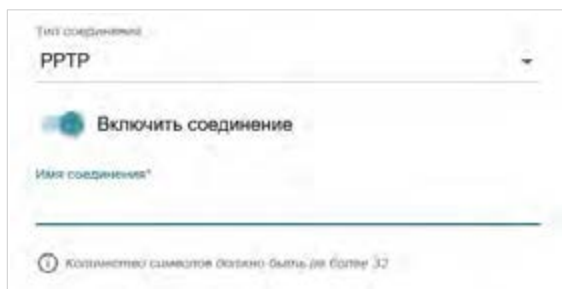 Тип соединения
PPTP
Включить соединение
Имя соединения*
Количество символов должно быть не более 32